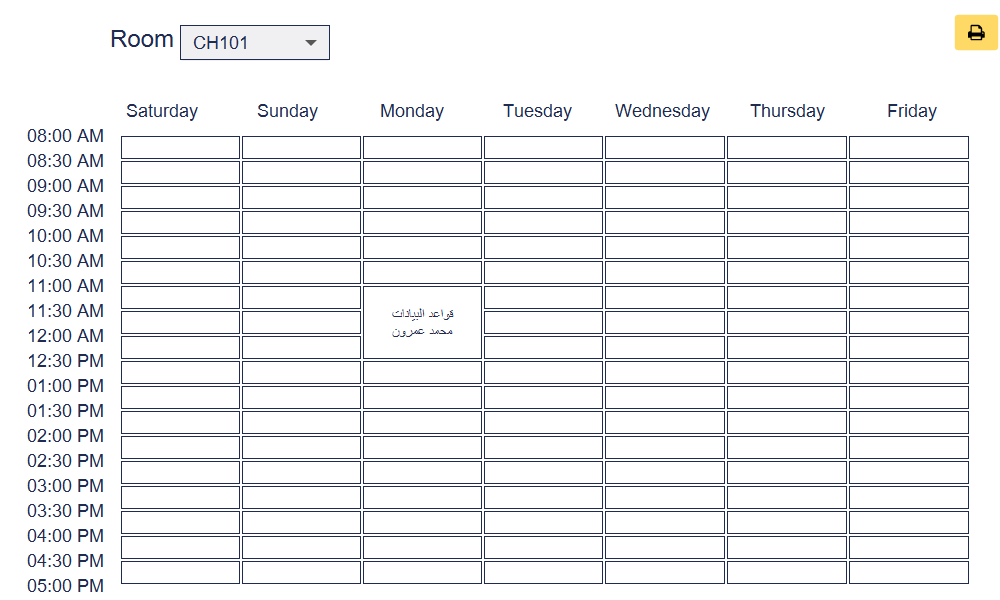 Room CH101
Saturday Sunday Monday Tuesday Wednesday Thursday Friday
08:00 AM
08:30 AM
09:00 AM
09:30 AM
10:00 AM
10:30 AM
11:00 AM
11:30 AM
قواعد البيانات
محمد عمرون
12:00 AM
12:30 PM
01:00 PM
01:30 PM
02:00 PM
02:30 PM
03:00 PM
03:30 PM
04:00 PM
04:30 PM
05:00 PM